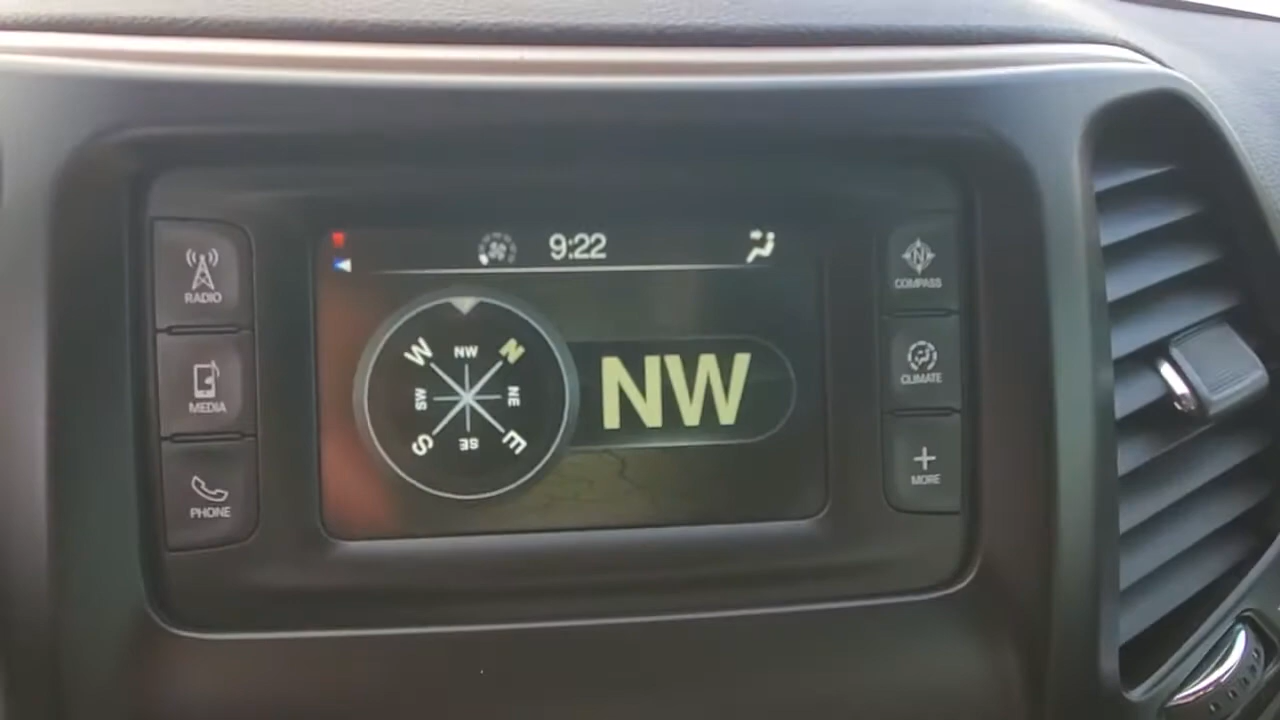 9:22
RADIO
MEDIA
PHONE
NW
W
N
SW
NE
S
E
SE
NW
N
COMPASS
CLIMATE
+
MORE